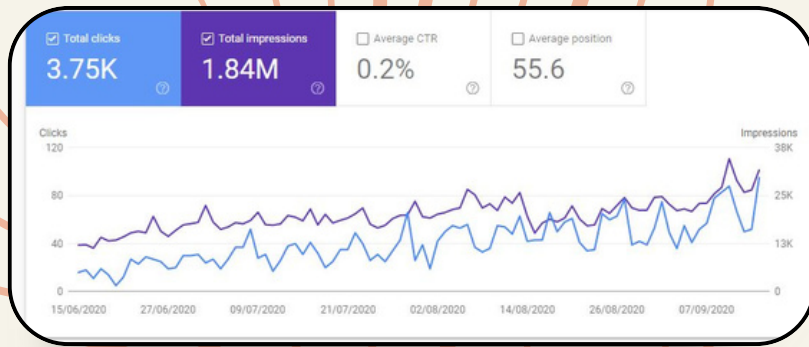 Total clicks
3.75K
Total impressions
1.84M
Average CTR
0.2%
Average position
55.6
Clicks
Impressions
120
38K
80
25K
40
13K
0
0
15/06/2020 27/06/2020 09/07/2020 21/07/2020 02/08/2020 14/08/2020 26/08/2020 07/09/2020